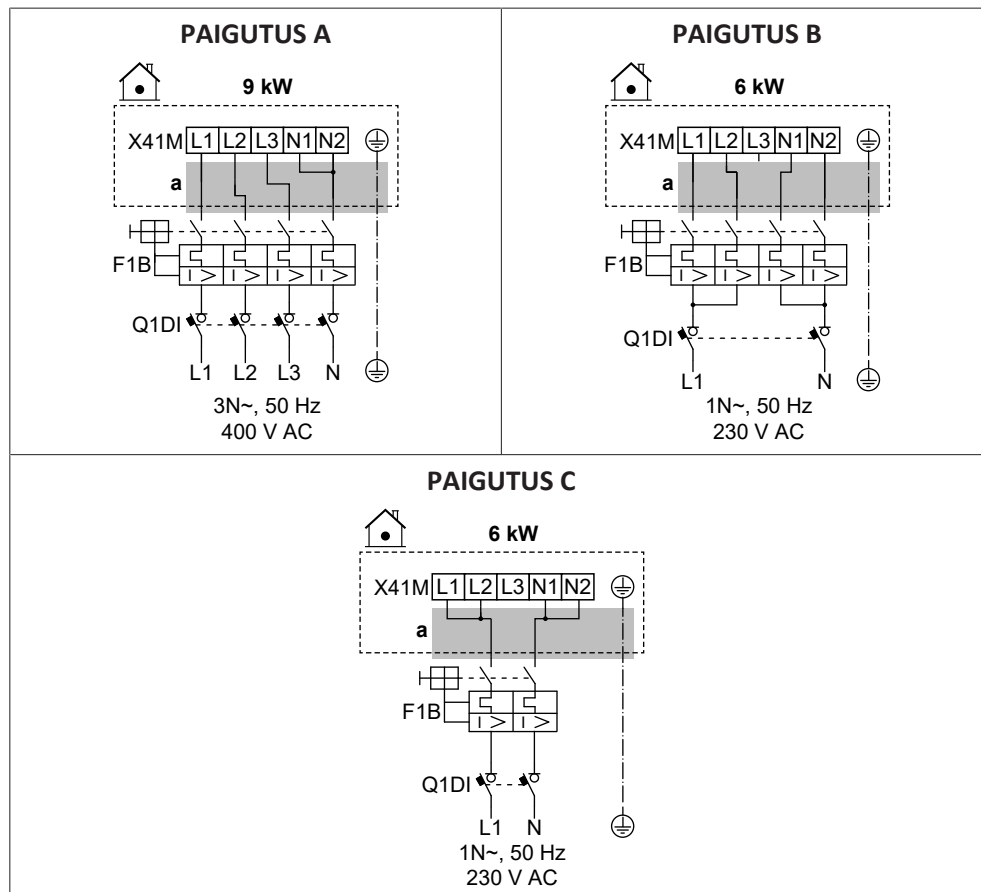 PAIGUTUS A
9 kW
X41M L1 L2 L3 N1 N2
a
F1B
I > I > I > I >
Q1DI
L1 L2 L3 N
3N~, 50 Hz
400 V AC
PAIGUTUS B
6 kW
X41M L1 L2 L3 N1 N2
a
F1B
I > I > I > I >
Q1DI
L1 N
1N~, 50 Hz
230 V AC
PAIGUTUS C
6 kW
X41M L1 L2 L3 N1 N2
a
F1B
I > I >
Q1DI
L1 N
1N~, 50 Hz
230 V AC